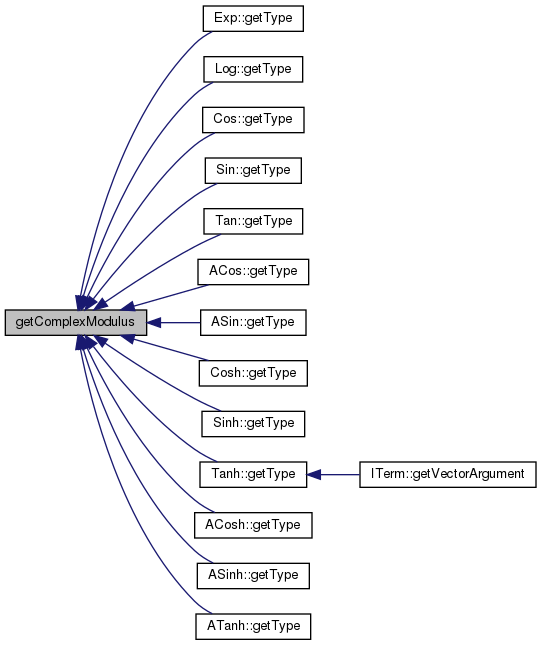 Exp::getType
Log::getType
Cos::getType
Sin::getType
Tan::getType
ACos::getType
getComplexModulus
ASin::getType
Cosh::getType
Sinh::getType
Tanh::getType
ITerm::getVectorArgument
ACosh::getType
ASinh::getType
ATanh::getType